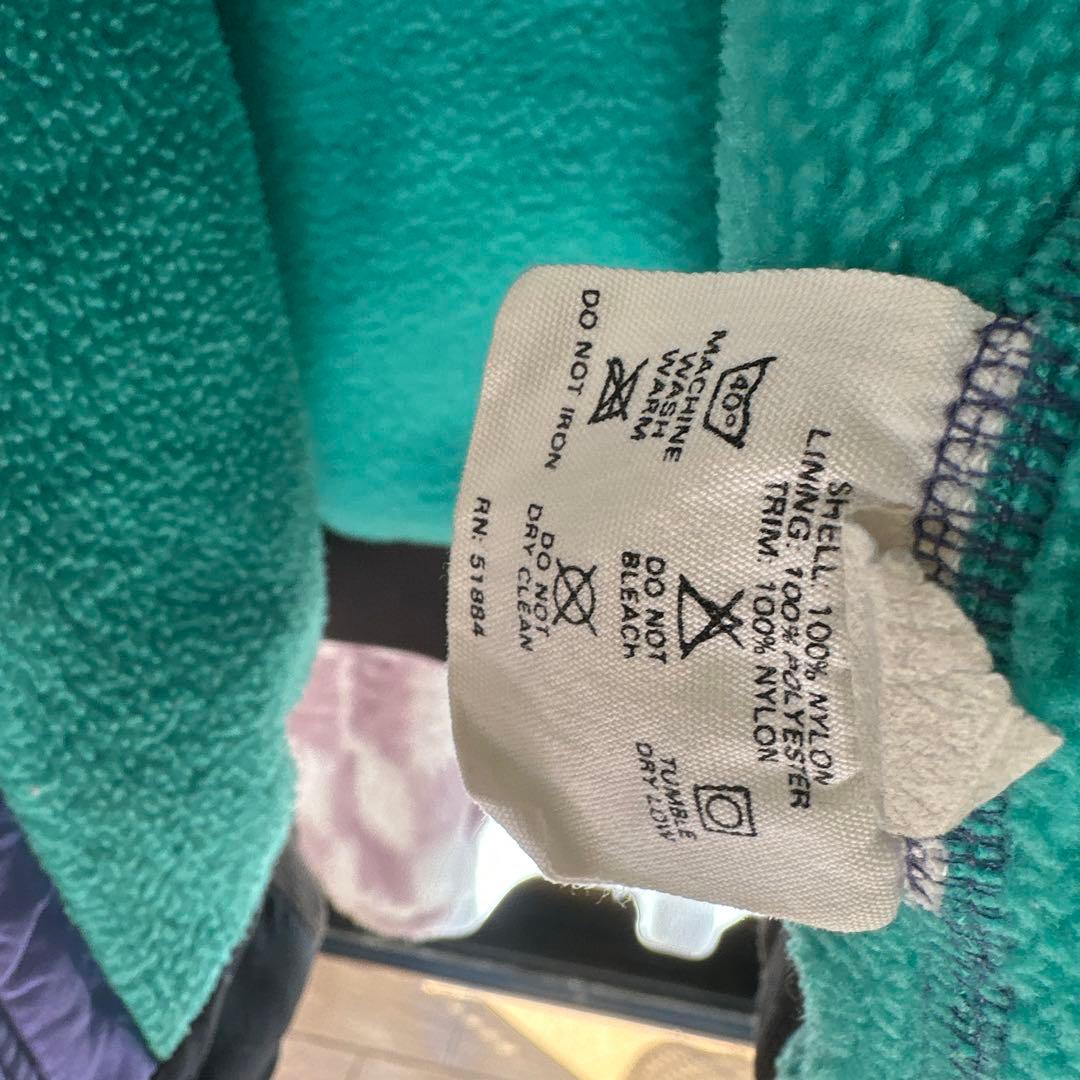 SHELL: 100% NYLON
LINING: 100% POLYESTER
TRIM: 100% NYLON
40°
MACHINE
WASH
WARM
DO NOT
BLEACH
TUMBLE
DRY LOW
DO NOT IRON
DO NOT
DRY CLEAN
RN: 51884